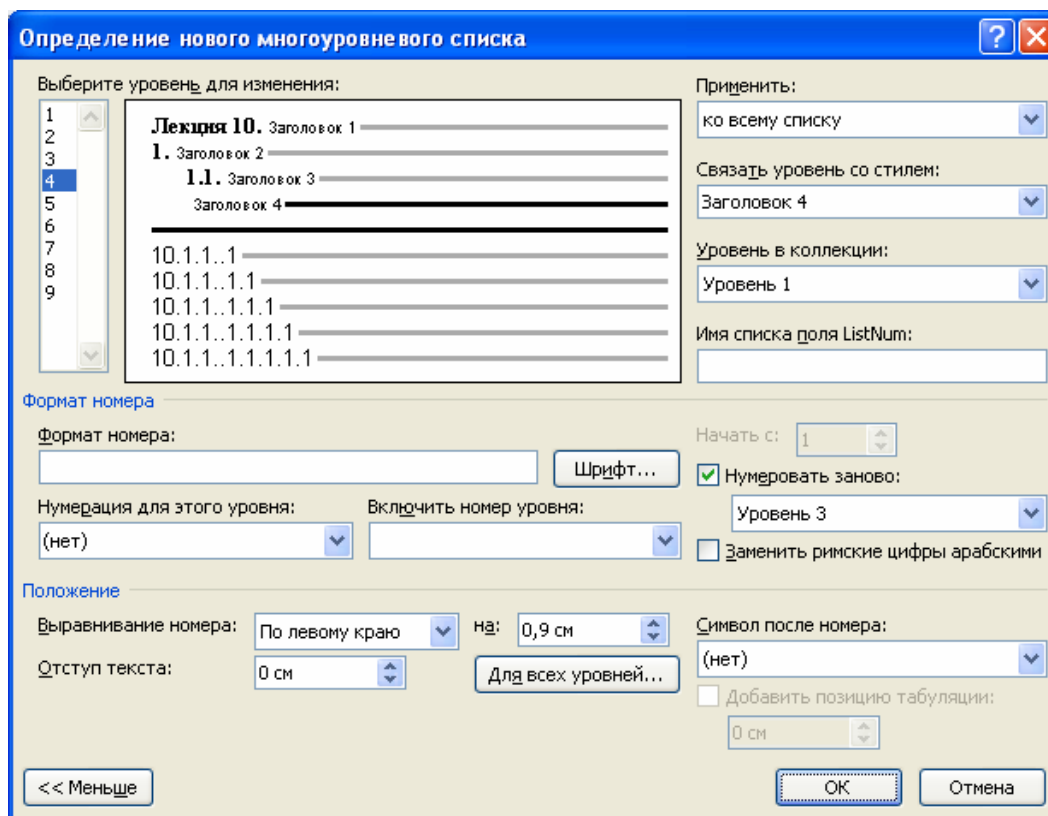 Определение нового многоуровневого списка
Выберите уровень для изменения:
1
2
3
4
5
6
7
8
9
Лекция 10. Заголовок 1
1. Заголовок 2
1.1. Заголовок 3
Заголовок 4
10.1.1..1
10.1.1..1.1
10.1.1..1.1.1
10.1.1..1.1.1.1
10.1.1..1.1.1.1.1
Применить:
ко всему списку
Связать уровень со стилем:
Заголовок 4
Уровень в коллекции:
Уровень 1
Имя списка поля ListNum:
Формат номера
Формат номера:
Шрифт...
Начать с: 1
Нумеровать заново:
Уровень 3
Нумерация для этого уровня: Включить номер уровня:
(нет)
Заменить римские цифры арабскими
Положение
Выравнивание номера: По левому краю на: 0,9 см
Отступ текста: 0 см Для всех уровней...
Символ после номера:
(нет)
Добавить позицию табуляции:
0 см
<< Меньше ОК Отмена